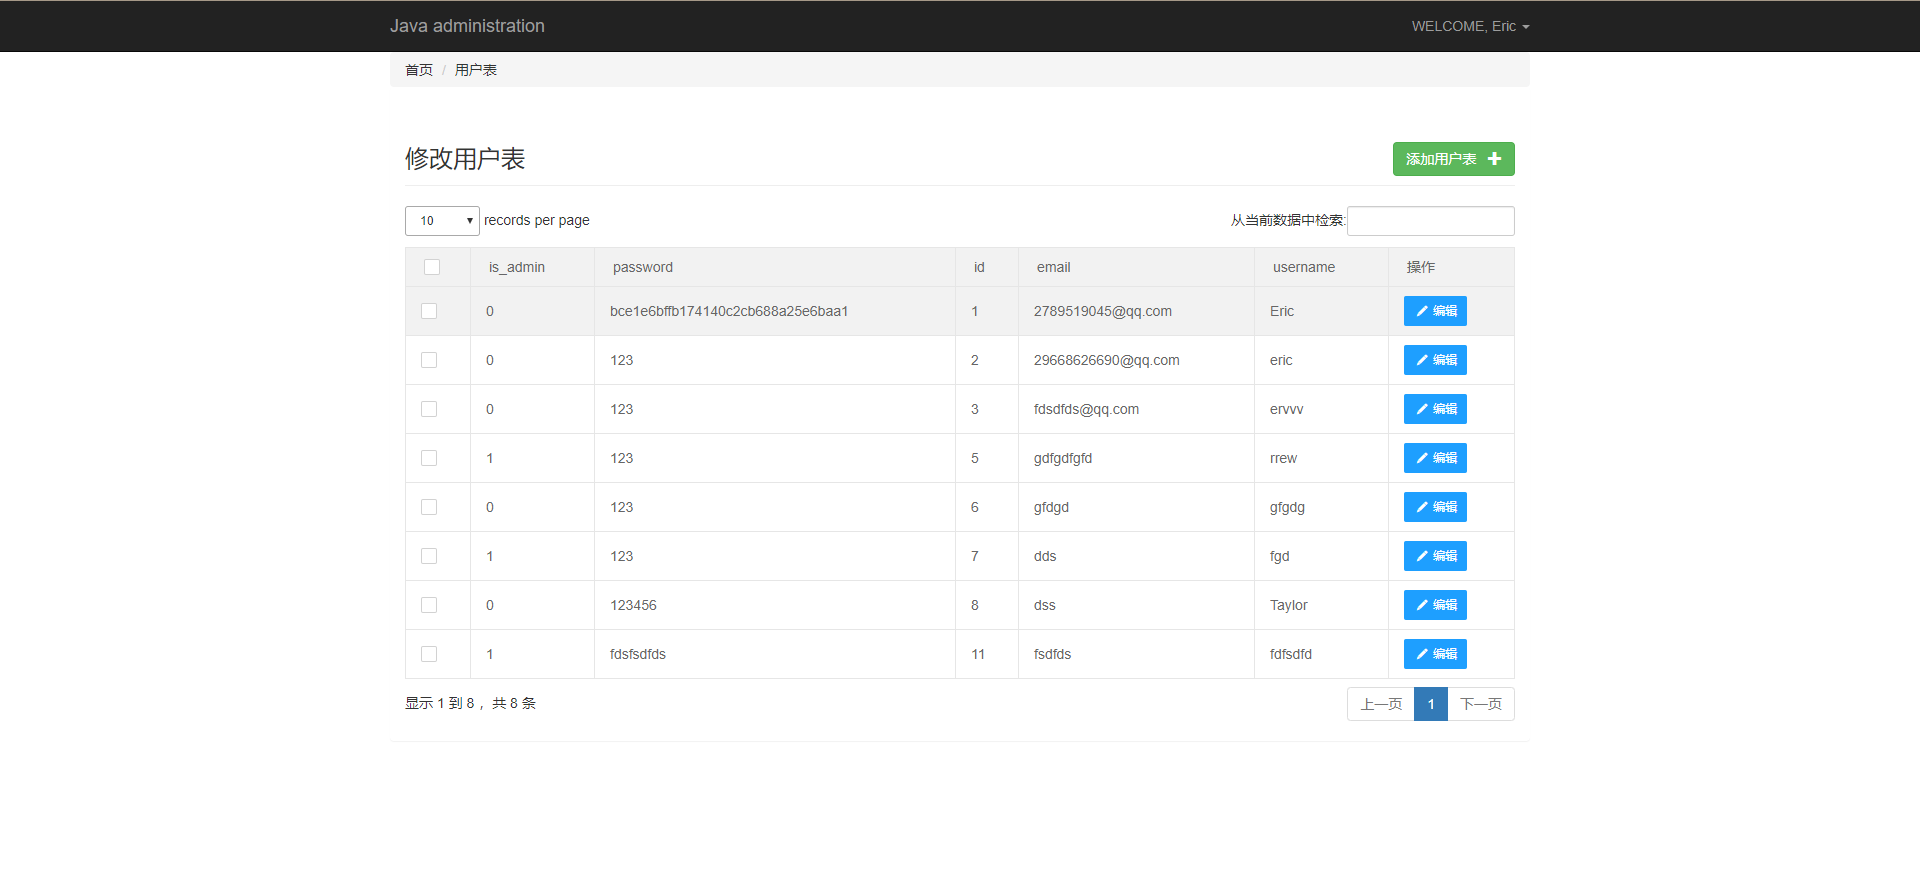 Java administration WELCOME, Eric
首页 / 用户表
修改用户表 添加用户表
10 records per page 从当前数据中检索:
is_admin password id email username 操作
0 bce1e6bffb174140c2cb688a25e6baa1 1 2789519045@qq.com Eric 编辑
0 123 2 29668626690@qq.com eric 编辑
0 123 3 fdsdfds@qq.com ervvv 编辑
1 123 5 gdfgdfgfd rrew 编辑
0 123 6 gfdgd gfgdg 编辑
1 123 7 dds fgd 编辑
0 123456 8 dss Taylor 编辑
1 fdsfsdfds 11 fsdfds fdfsdfd 编辑
显示 1 到 8 ，共 8 条 上一页 1 下一页